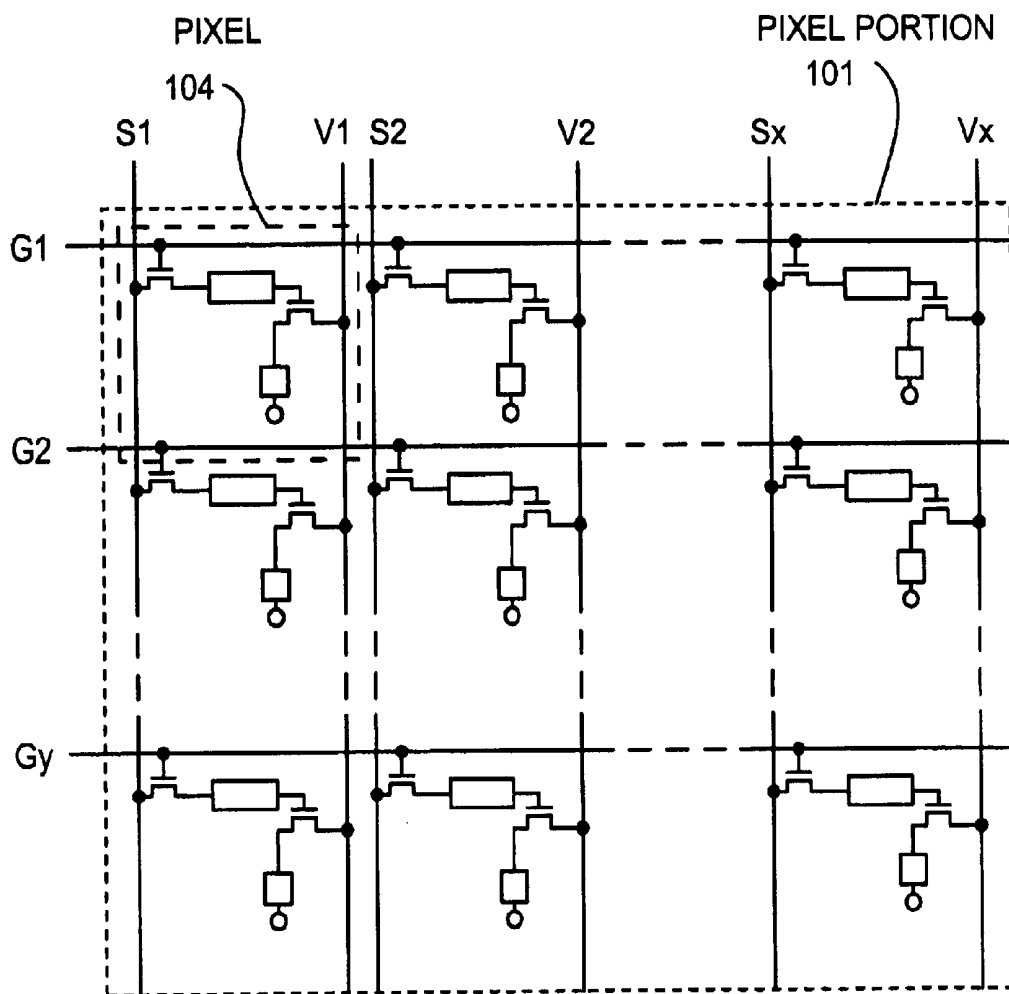 PIXEL
104
PIXEL PORTION
101
S1 V1 S2 V2 Sx Vx
G1
G2
Gy